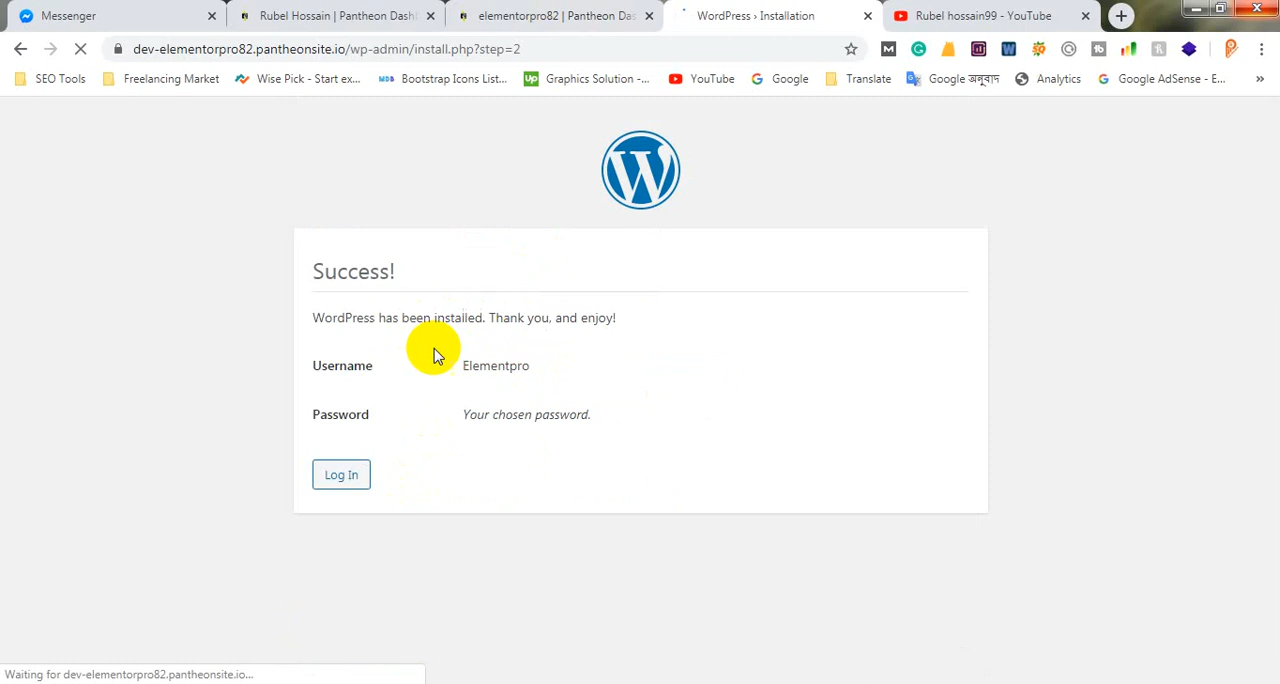 Messenger
Rubel Hossain | Pantheon Dashl
elementorpro82 | Pantheon Das
WordPress › Installation
Rubel hossain99 - YouTube
dev-elementorpro82.pantheonsite.io/wp-admin/install.php?step=2
SEO Tools
Freelancing Market
Wise Pick - Start ex...
MDB Bootstrap Icons List...
Up Graphics Solution -...
YouTube
Google
Translate
Google অনুবাদ
Analytics
Google AdSense - E...
»
Success!
WordPress has been installed. Thank you, and enjoy!
Username Elementpro
Password Your chosen password.
Log In
Waiting for dev-elementorpro82.pantheonsite.io...